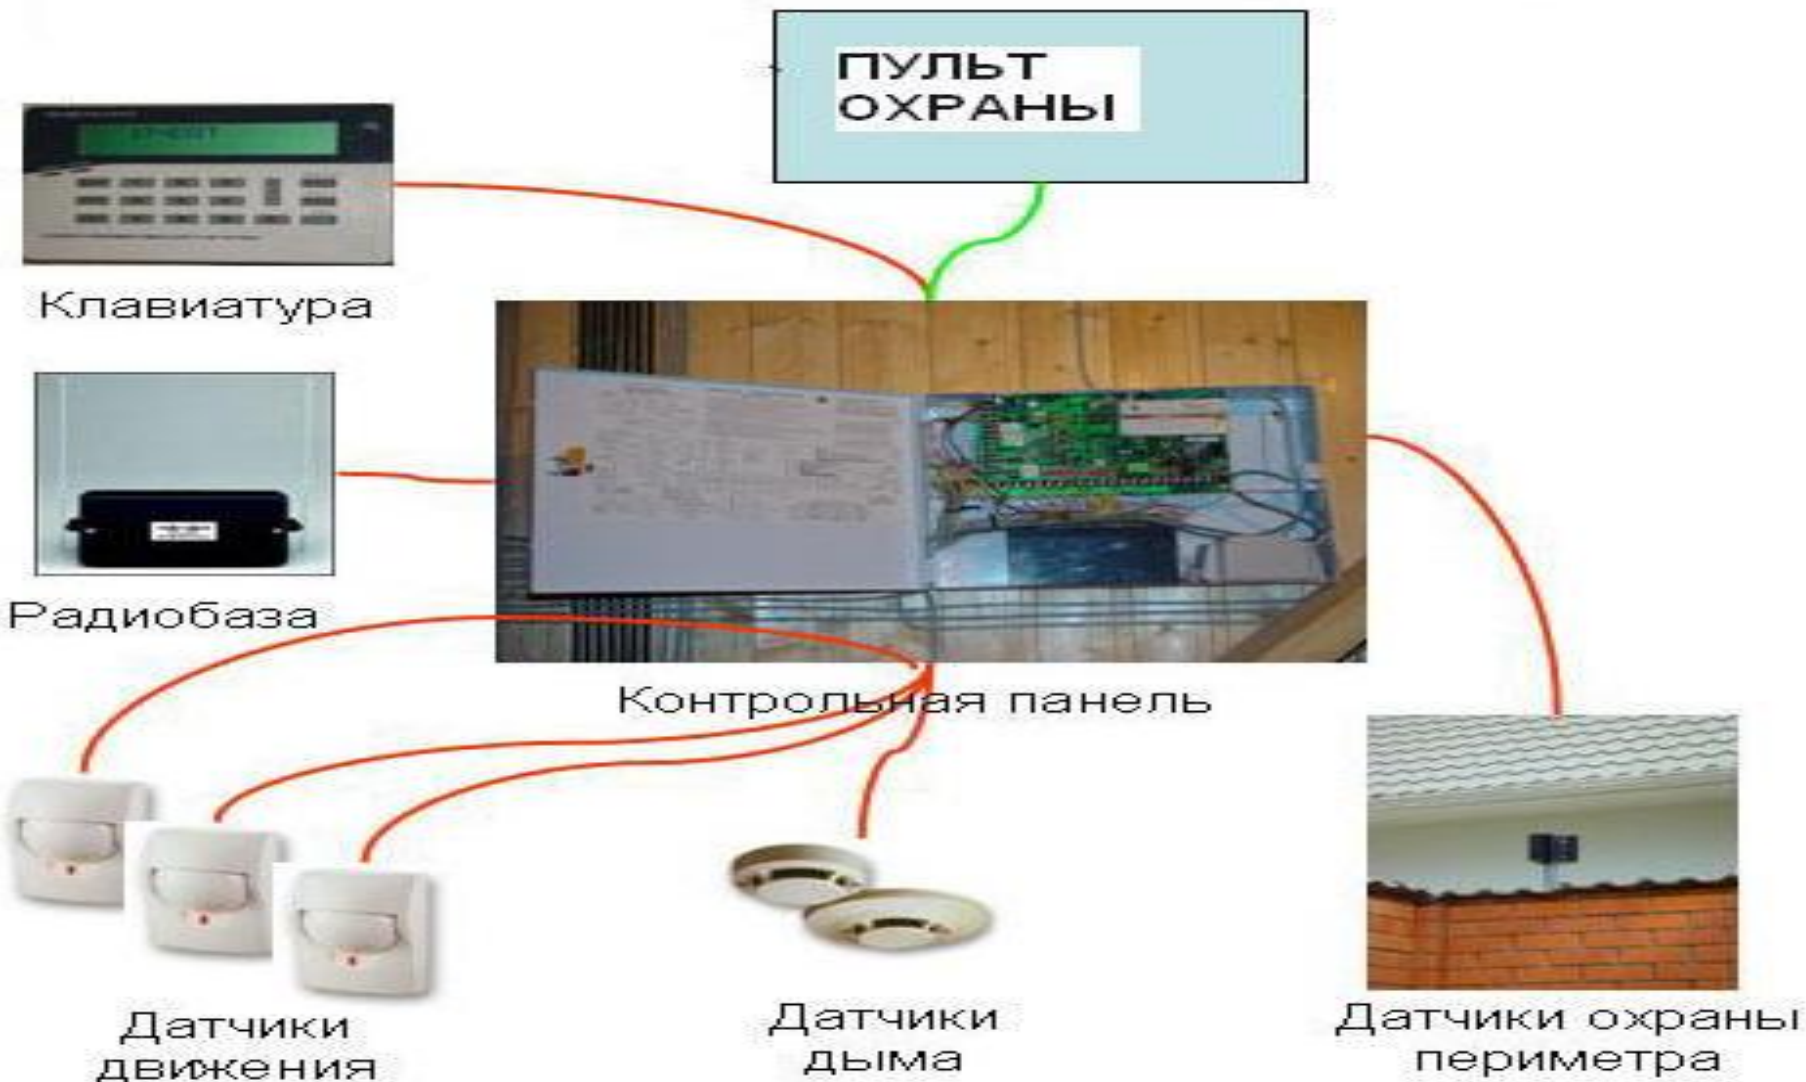 ПУЛЬТ
ОХРАНЫ
Клавиатура
Радиобаза
Контрольная панель
Датчики
движения
Датчики
дыма
Датчики охраны
периметра